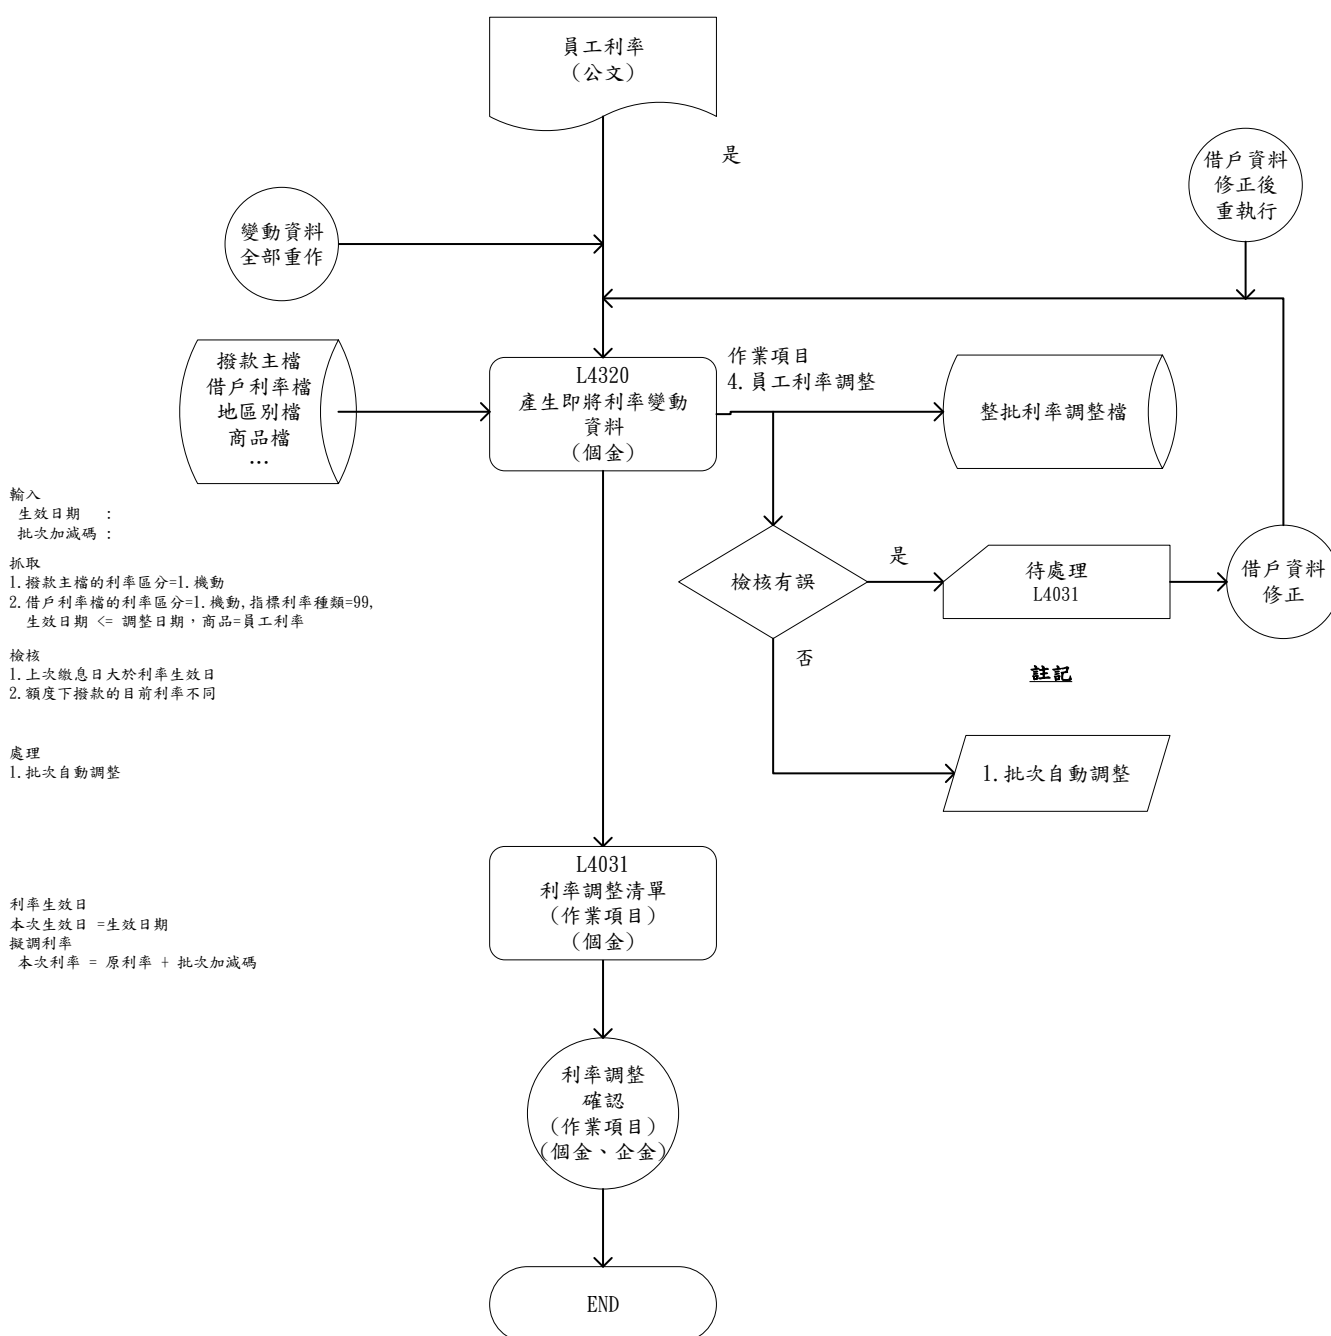 員工利率
(公文)
是
借戶資料
修正後
重執行
變動資料
全部重作
撥款主檔
借戶利率檔
地區別檔
商品檔
...
L4320
產生即將利率變動
資料
(個金)
作業項目
4.員工利率調整
整批利率調整檔
輸入
生效日期 :
批次加減碼 :
抓取
1.撥款主檔的利率區分=1.機動
2.借戶利率檔的利率區分=1.機動,指標利率種類=99,
生效日期 <= 調整日期，商品=員工利率
檢核
1.上次繳息日大於利率生效日
2.額度下撥款的目前利率不同
處理
1.批次自動調整
檢核有誤
是
待處理
L4031
借戶資料
修正
否
註記
1.批次自動調整
L4031
利率調整清單
(作業項目)
(個金)
利率生效日
本次生效日 =生效日期
擬調利率
本次利率 = 原利率 + 批次加減碼
利率調整
確認
(作業項目)
(個金、企金)
END